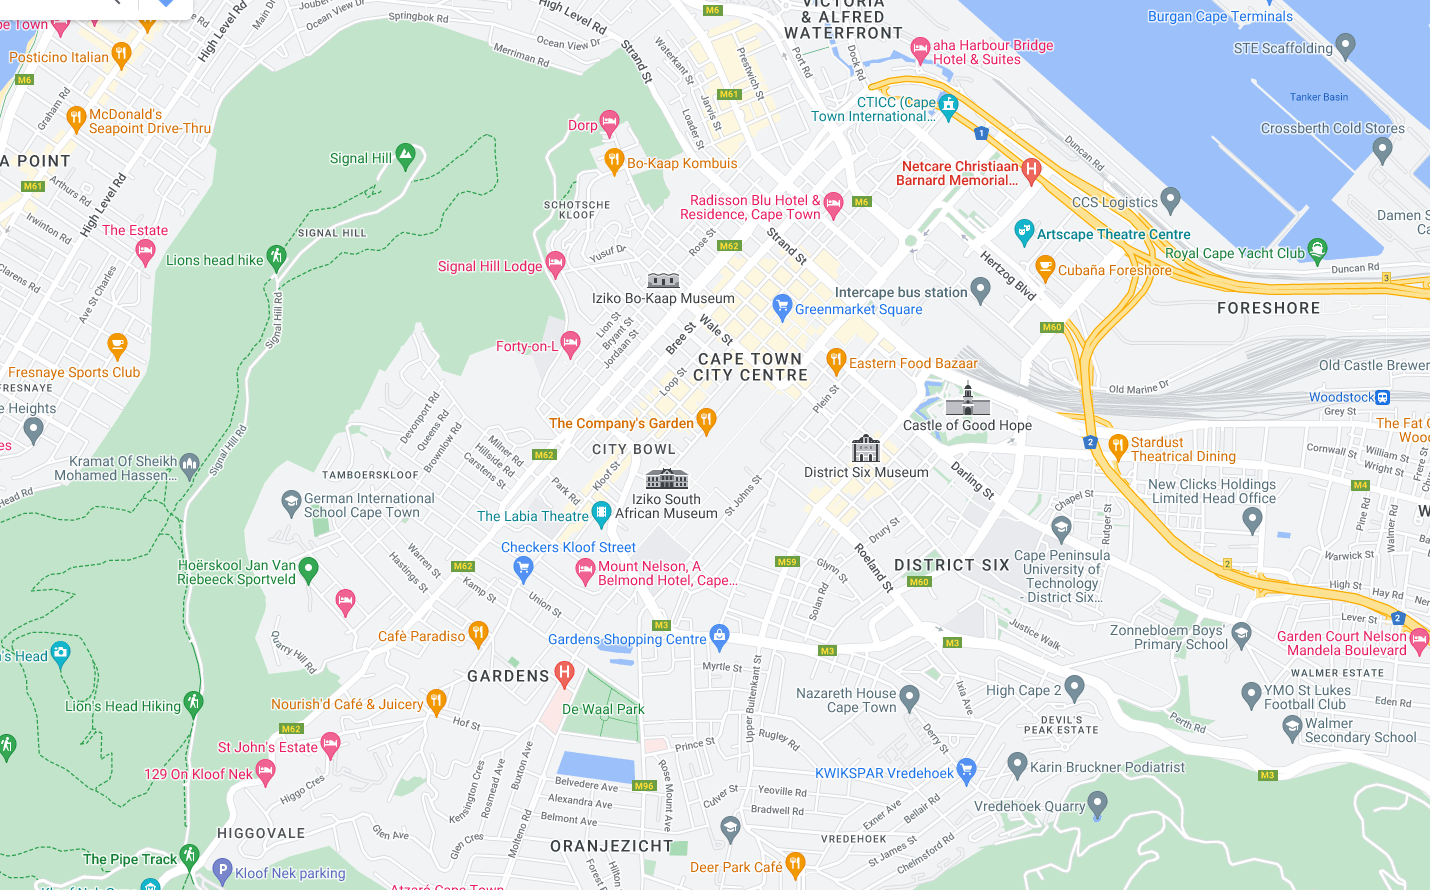 VICTORIA
& ALFRED
WATERFRONT
Burgan Cape Terminals
e Town
High Level Rd
Main Dr
Ocean View Dr
Springbok Rd
High Level Rd
M6
Strand St
Ocean View Dr
Merriman Rd
Waterkant St
Prestwich St
Port Rd
Dock Rd
aha Harbour Bridge
Hotel & Suites
STE Scaffolding
Posticino Italian
M6
Graham Rd
McDonald's
Seapoint Drive-Thru
M61
Jarvis St
Loader St
CTICC (Cape
Town International...
1
Tanker Basin
Crossberth Cold Stores
Duncan Rd
Dorp
Signal Hill
Bo-Kaap Kombuis
A POINT
M61
Arthurs Rd
High Level Rd
Irwinton Rd
Netcare Christiaan
Barnard Memorial...
Radisson Blu Hotel &
Residence, Cape Town
M6
CCS Logistics
SCHOTSCHE
KLOOF
Damen S
Artscape Theatre Centre
The Estate
SIGNAL HILL
Rose St
M62
Strand St
Yusuf Dr
Royal Cape Yacht Club
Lions head hike
Signal Hill Lodge
Hertzog Blvd
Cubaña Foreshore
Duncan Rd
Clarens Rd
Ave St Charles
Signal Hill Rd
3
Iziko Bo-Kaap Museum
Intercape bus station
Greenmarket Square
FORESHORE
Lion St
Bryant St
Jordaan St
Bree St
Wale St
M60
Forty-on-L
CAPE TOWN
CITY CENTRE
Eastern Food Bazaar
Fresnaye Sports Club
FRESNAYE
Old Castle Brewer
Loop St
Plein St
Old Marine Dr
Woodstock
Grey St
e Heights
Devonport Rd
Queens Rd
Brownlow Rd
The Company's Garden
Castle of Good Hope
The Fat C
Woo
es
Signal Hill Rd
Milner Rd
Hillside Rd
Carstens St
M62
CITY BOWL
2
Stardust
Theatrical Dining
Cornwall St
William St
Wright St
Frere St
Kramat Of Sheikh
Mohamed Hassen...
TAMBOERSKLOOF
District Six Museum
Darling St
Kloof St
Park Rd
Iziko South
African Museum
St Johns St
New Clicks Holdings
Limited Head Office
M4
Head Rd
German International
School Cape Town
The Labia Theatre
Chapel St
Rutger St
Pine Rd
Walmer Rd
W
Drury St
Checkers Kloof Street
Warren St
Hastings St
Roeland St
DISTRICT SIX
Cape Peninsula
University of
Technology
- District Six...
Warwick St
Hoërskool Jan Van
Riebeeck Sportveld
M62
Mount Nelson, A
Belmond Hotel, Cape...
M59
Glynn St
2
M60
Kamp St
Union St
Solan Rd
High St
Hay Rd
Lever St
2
M3
Cafè Paradiso
Gardens Shopping Centre
M3
M3
Justice Walk
Zonnebloem Boys'
Primary School
Garden Court Nelson
Mandela Boulevard
Quarry Hill Rd
's Head
Myrtle St
Upper Buitenkant St
GARDENS
WALMER ESTATE
Nazareth House
Cape Town
Ixia Ave
High Cape 2
YMO St Lukes
Football Club
Eden Rd
Lion's Head Hiking
Nourish'd Café & Juicery
De Waal Park
Hof St
M62
DEVIL'S
PEAK ESTATE
Perth Rd
Walmer
Secondary School
St John's Estate
Prince St
Rugler Rd
Derry St
129 On Kloof Nek
Higgo Cres
Buxton Ave
Rosmead Ave
Kensington Cres
Belvedere Ave
M96
Rose Mount Ave
KWIKSPAR Vredehoek
Karin Bruckner Podiatrist
M3
Alexandra Ave
Culver St
Yeoville Rd
Belmont Ave
Bradwell Rd
Exner Ave
Bellair Rd
Vredehoek Quarry
HIGGOVALE
Glen Ave
Glen Cres
Molteno Rd
ORANJEZICHT
VREDEHOEK
The Pipe Track
St James St
Chelmsford Rd
Kloof Nek parking
Forest R
Hilton
Deer Park Café
Atzaró Cape Town